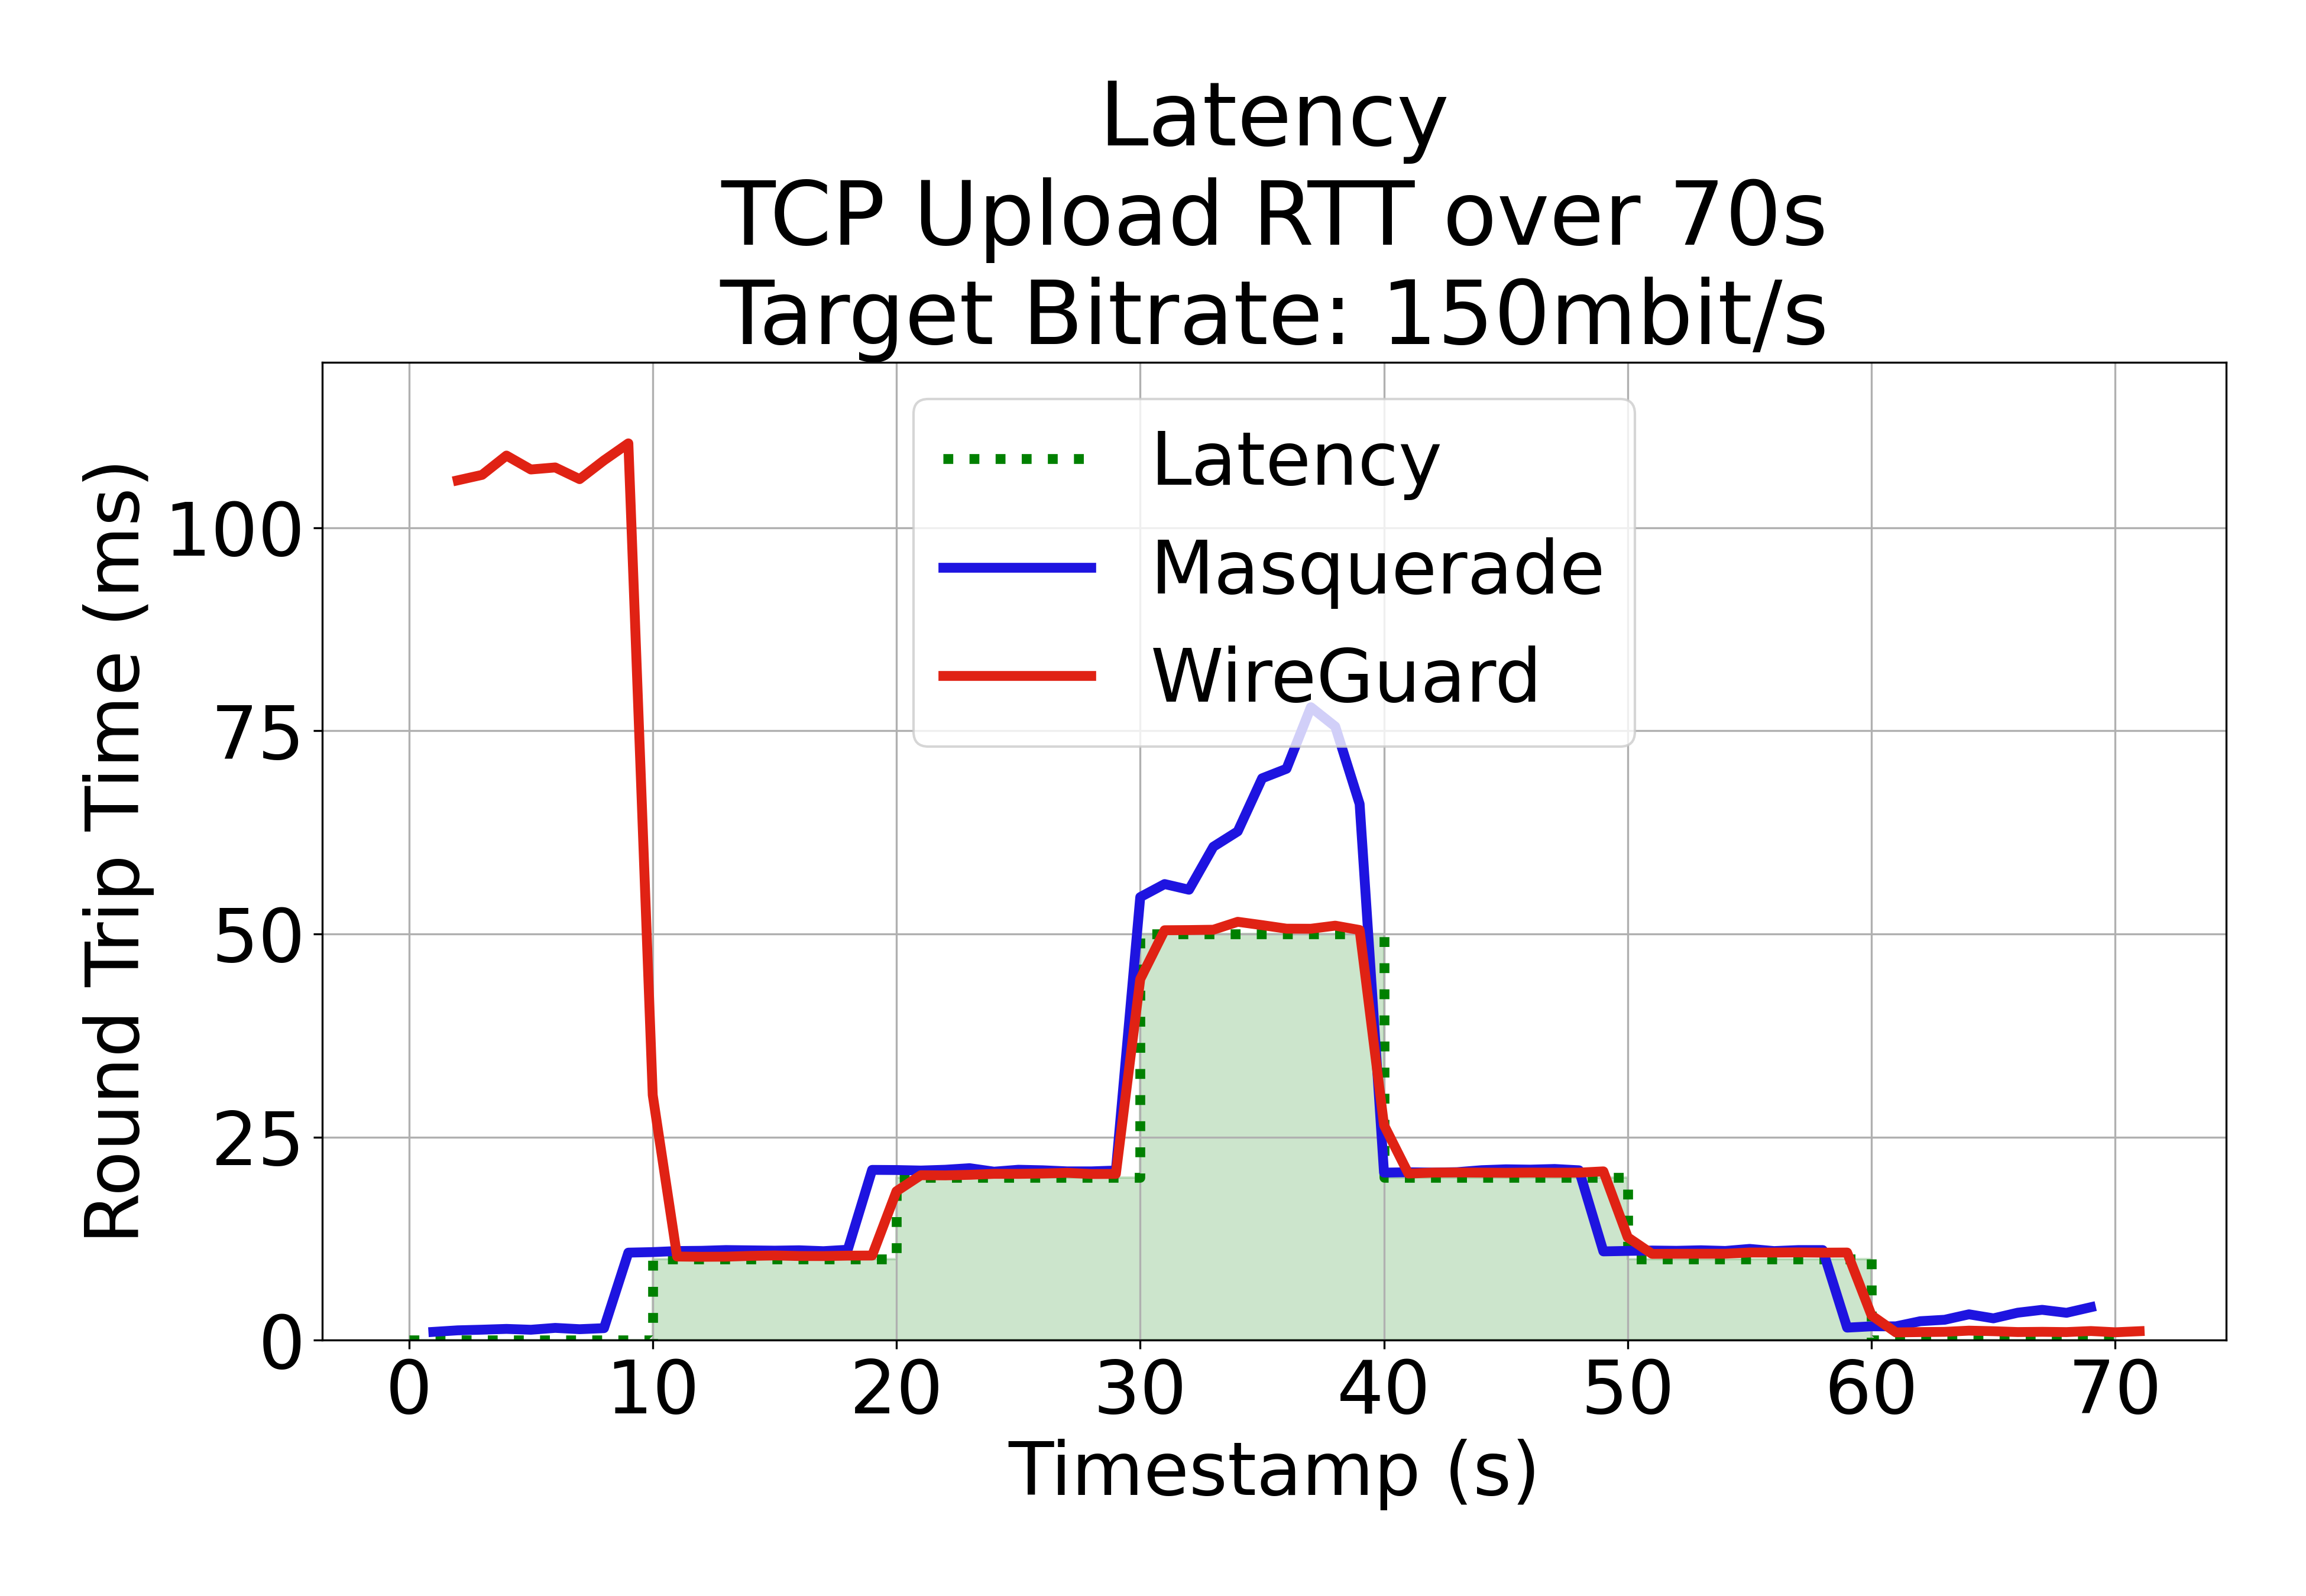 Latency
TCP Upload RTT over 70s
Target Bitrate: 150mbit/s
Round Trip Time (ms)
100
75
50
25
0
Latency
Masquerade
WireGuard
0 10 20 30 40 50 60 70
Timestamp (s)